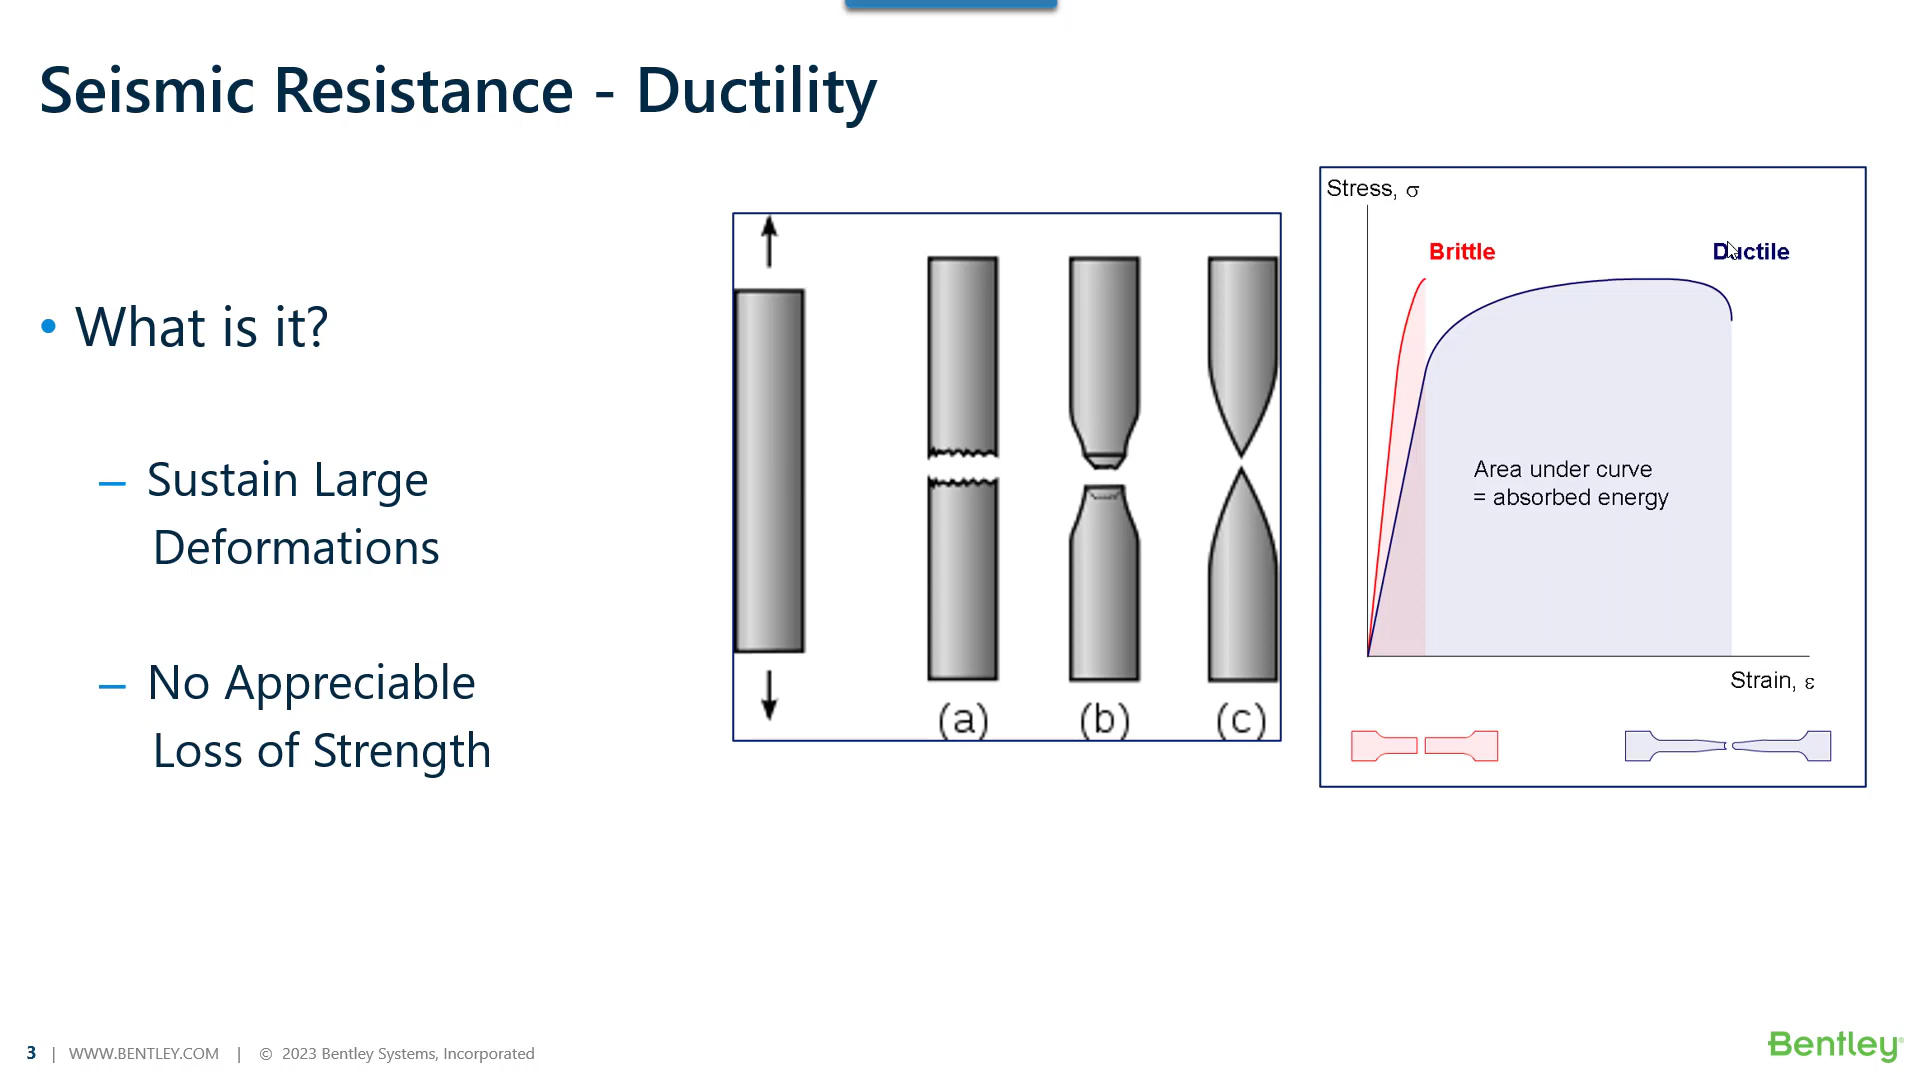 Seismic Resistance - Ductility
• What is it?
– Sustain Large
Deformations
– No Appreciable
Loss of Strength
(a) (b) (c)
Stress, σ
Brittle
Ductile
Area under curve
= absorbed energy
Strain, ε
3 | WWW.BENTLEY.COM | © 2023 Bentley Systems, Incorporated
Bentley®